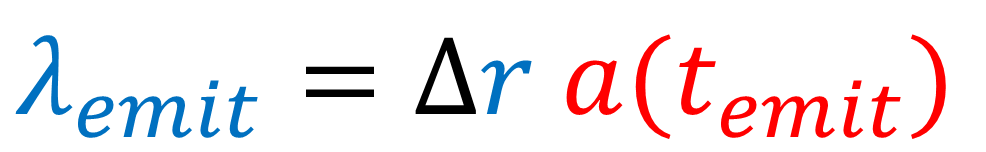 λ_emit = Δr a(t_emit)